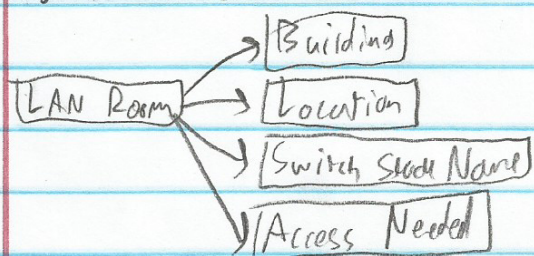 Building
LAN Room
Location
Switch Stack Name
Access Needed